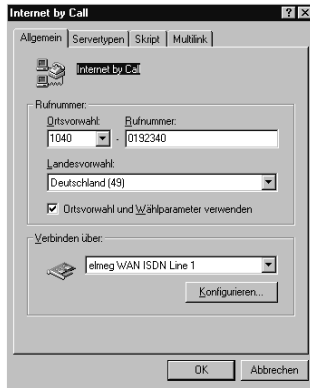 Internet by Call
Allgemein Servertypen Skript Multilink
Internet by Call
Rufnummer:
Ortsvorwahl: Rufnummer:
1040 - 0192340
Landesvorwahl:
Deutschland (49)
Ortsvorwahl und Wählparameter verwenden
Verbinden über:
elmeg WAN ISDN Line 1
Konfigurieren...
OK Abbrechen